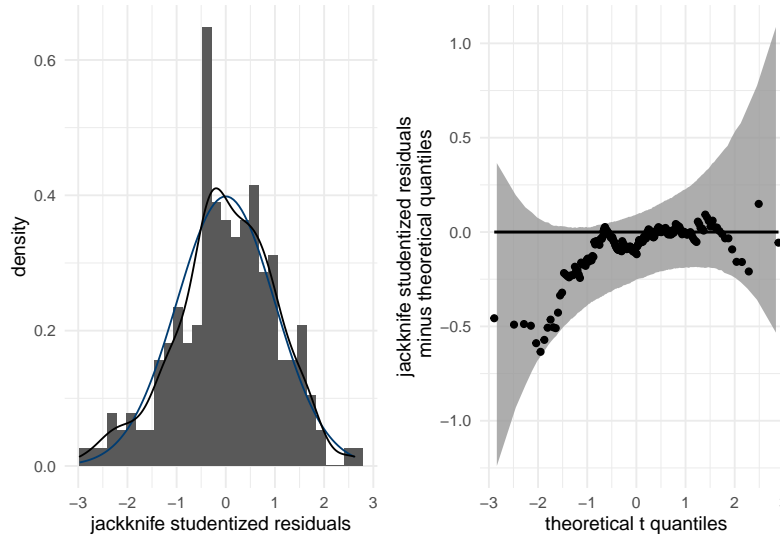 density
0.6
0.4
0.2
0.0
−3 −2 −1 0 1 2 3
jackknife studentized residuals
jackknife studentized residuals
minus theoretical quantiles
1.0
0.5
0.0
−0.5
−1.0
−3 −2 −1 0 1 2
theoretical t quantiles